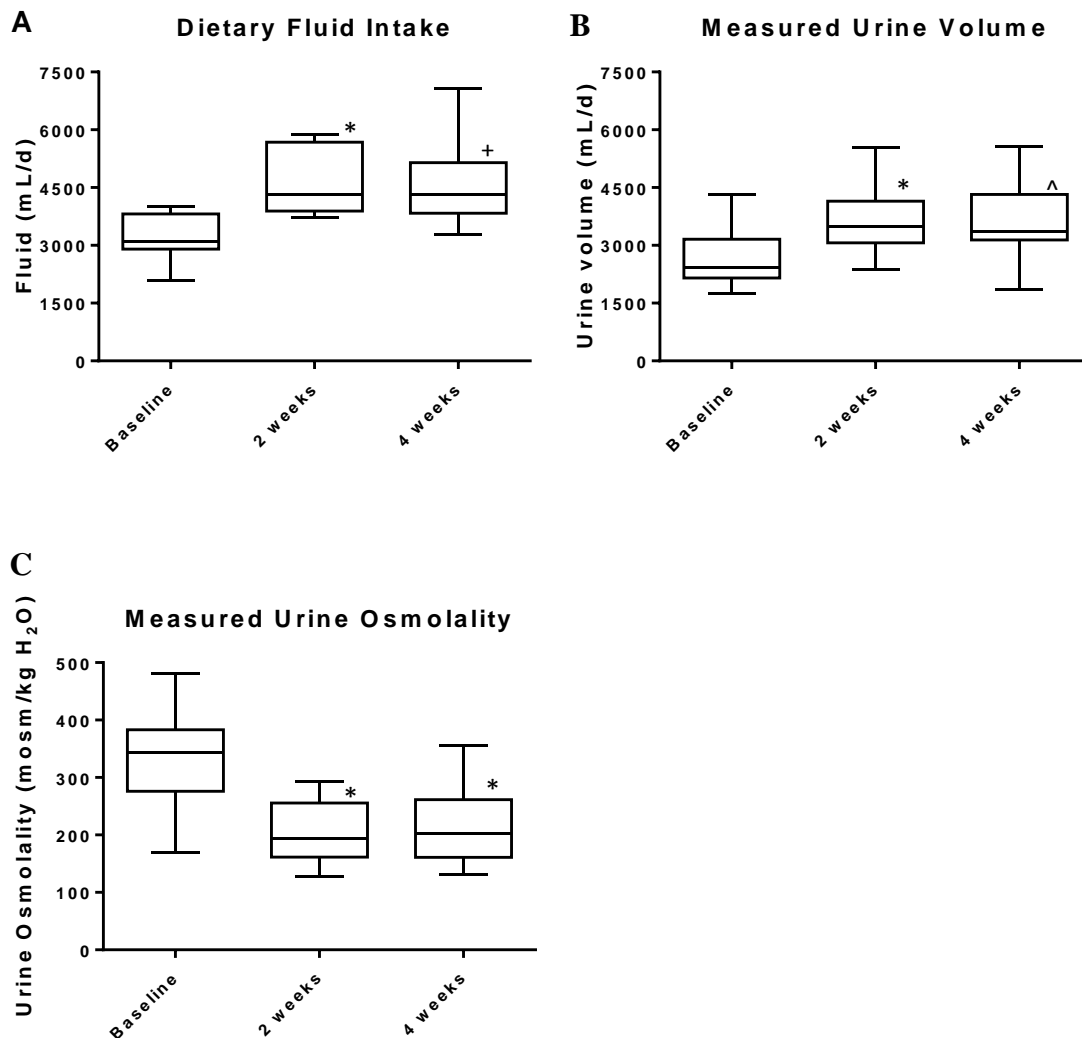 A
Dietary Fluid Intake
Fluid (mL/d)
7500
6000
4500
3000
1500
0
*
+
Baseline
2 weeks
4 weeks
B
Measured Urine Volume
Urine volume (mL/d)
7500
6000
4500
3000
1500
0
*
^
Baseline
2 weeks
4 weeks
C
Measured Urine Osmolality
Urine Osmolality (mosm/kg H₂O)
500
400
300
200
100
0
*
*
Baseline
2 weeks
4 weeks